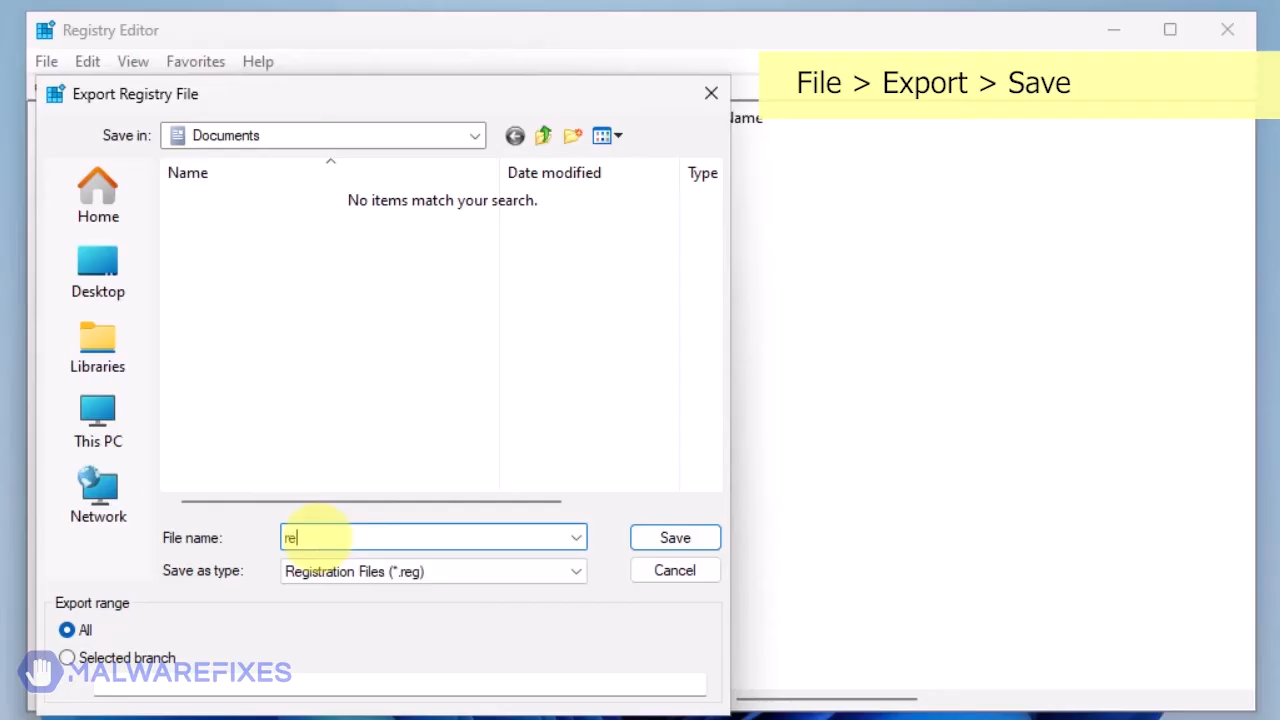 Registry Editor
File Edit View Favorites Help
File > Export > Save
Export Registry File
Name
Save in: Documents
Name Date modified Type
No items match your search.
Home
Desktop
Libraries
This PC
Network
File name: re Save
Save as type: Registration Files (*.reg) Cancel
Export range
All
Selected branch
MALWAREFIXES